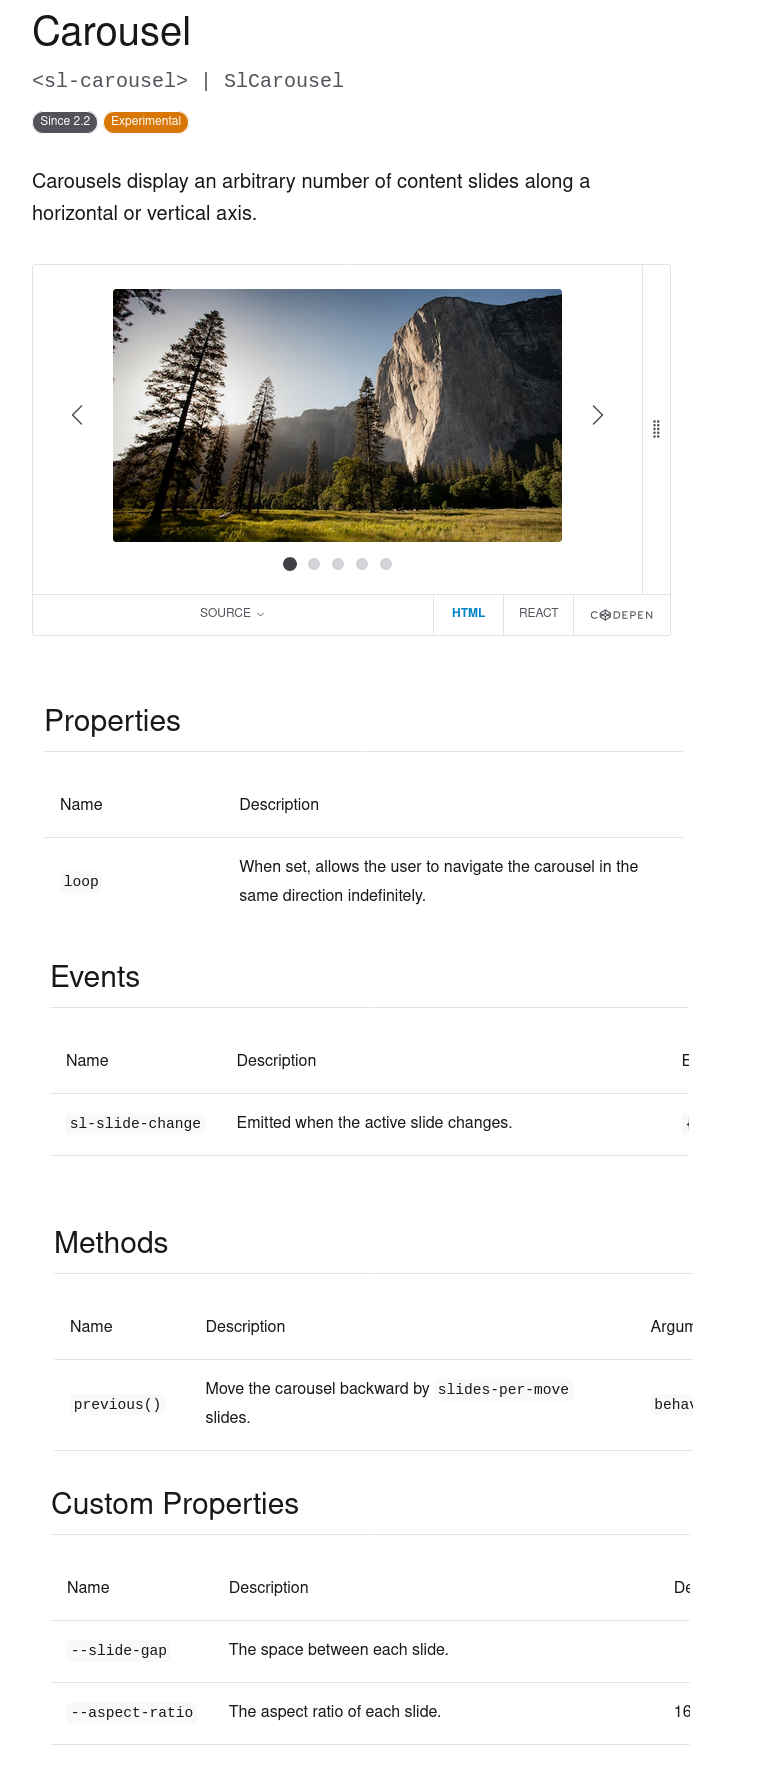 Carousel
<sl-carousel> | SlCarousel
Since 2.2 Experimental
Carousels display an arbitrary number of content slides along a
horizontal or vertical axis.
SOURCE HTML REACT CODEPEN
Properties
Name Description
loop When set, allows the user to navigate the carousel in the
same direction indefinitely.
Events
Name Description E
sl-slide-change Emitted when the active slide changes.
Methods
Name Description Argum
previous() Move the carousel backward by slides-per-move
slides. behav
Custom Properties
Name Description De
--slide-gap The space between each slide.
--aspect-ratio The aspect ratio of each slide. 16